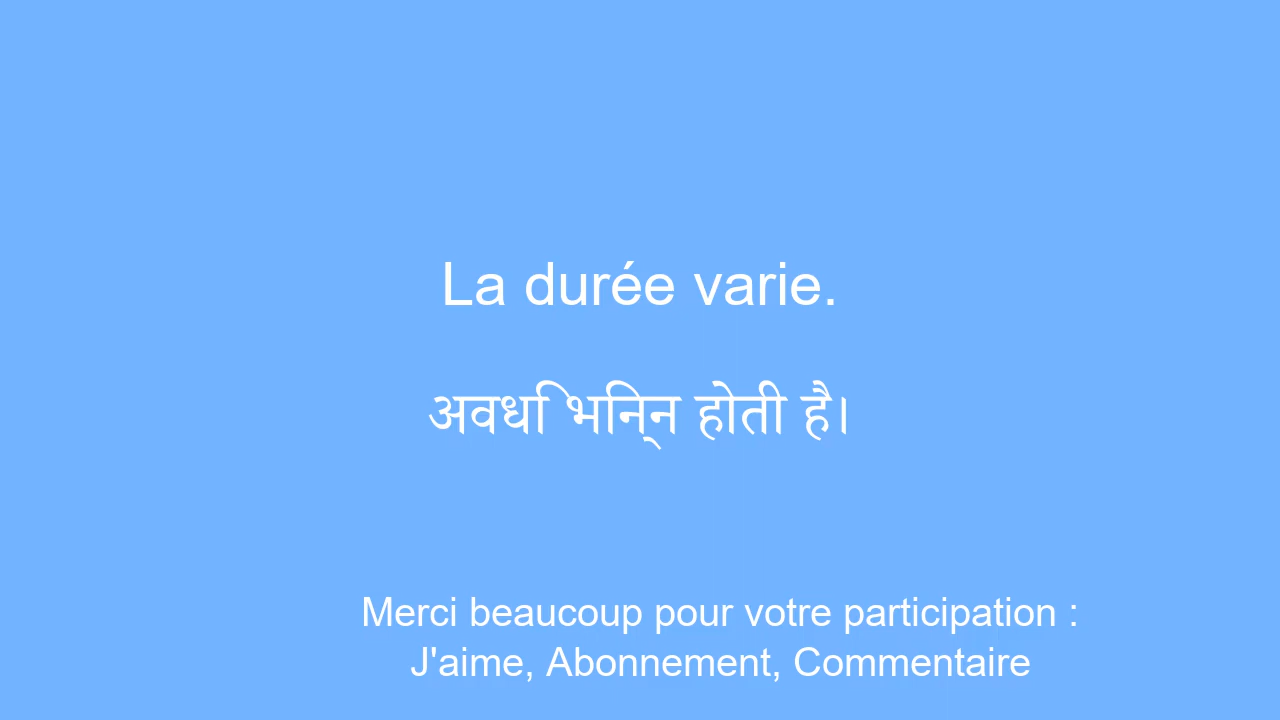 La durée varie.
अवधि भिन्न होती है।
Merci beaucoup pour votre participation :
J'aime, Abonnement, Commentaire